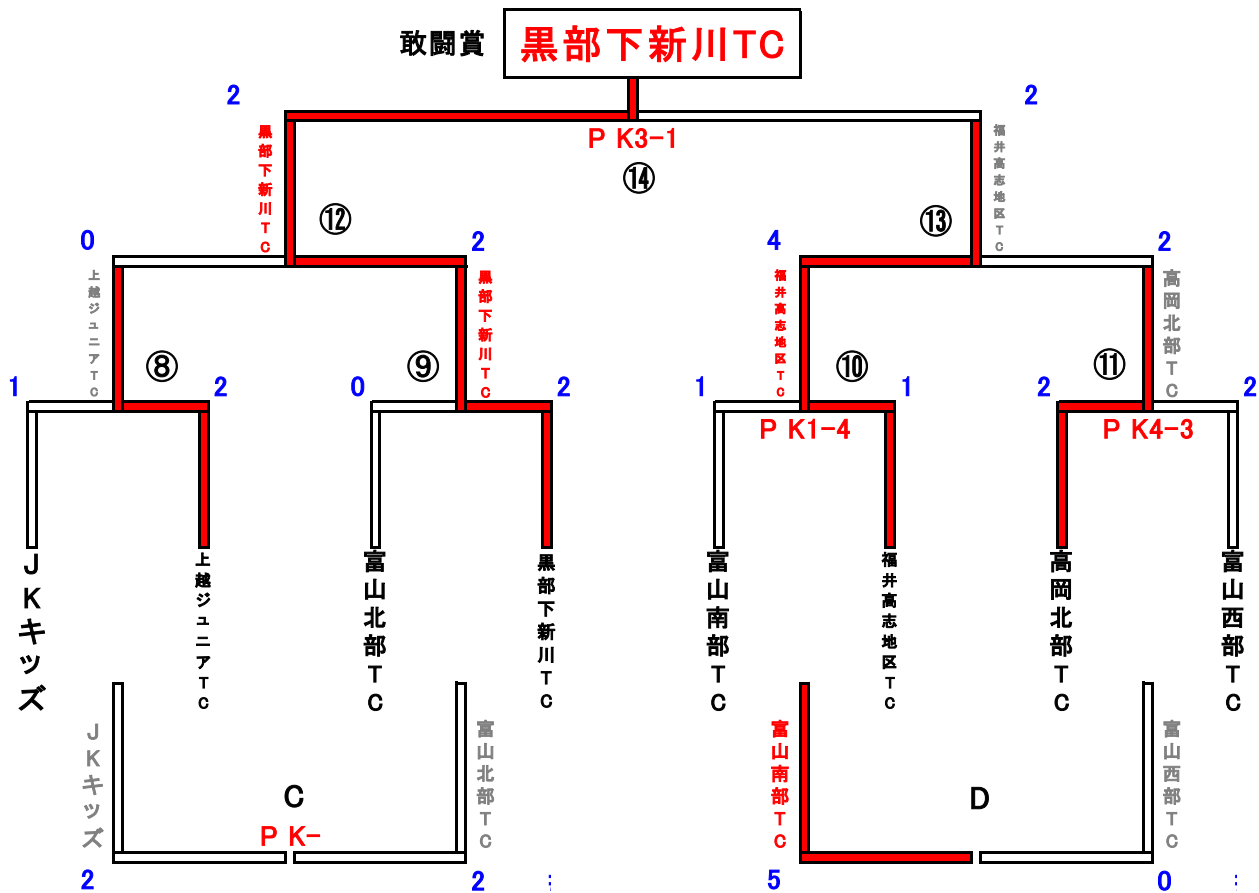 敢闘賞
黒部下新川TC
2
2
P K3-1
黒部下新川TC
福井高志地区TC
⑭
⑫
⑬
0
2
4
2
上越ジュニアTC
黒部下新川TC
福井高志地区TC
高岡北部TC
⑧
⑨
⑩
⑪
1
2
0
2
1
1
2
2
P K1-4
P K4-3
JKキッズ
上越ジュニアTC
富山北部TC
黒部下新川TC
富山南部TC
福井高志地区TC
高岡北部TC
富山西部TC
JKキッズ
富山北部TC
富山南部TC
富山西部TC
C
D
P K-
2
2
5
0